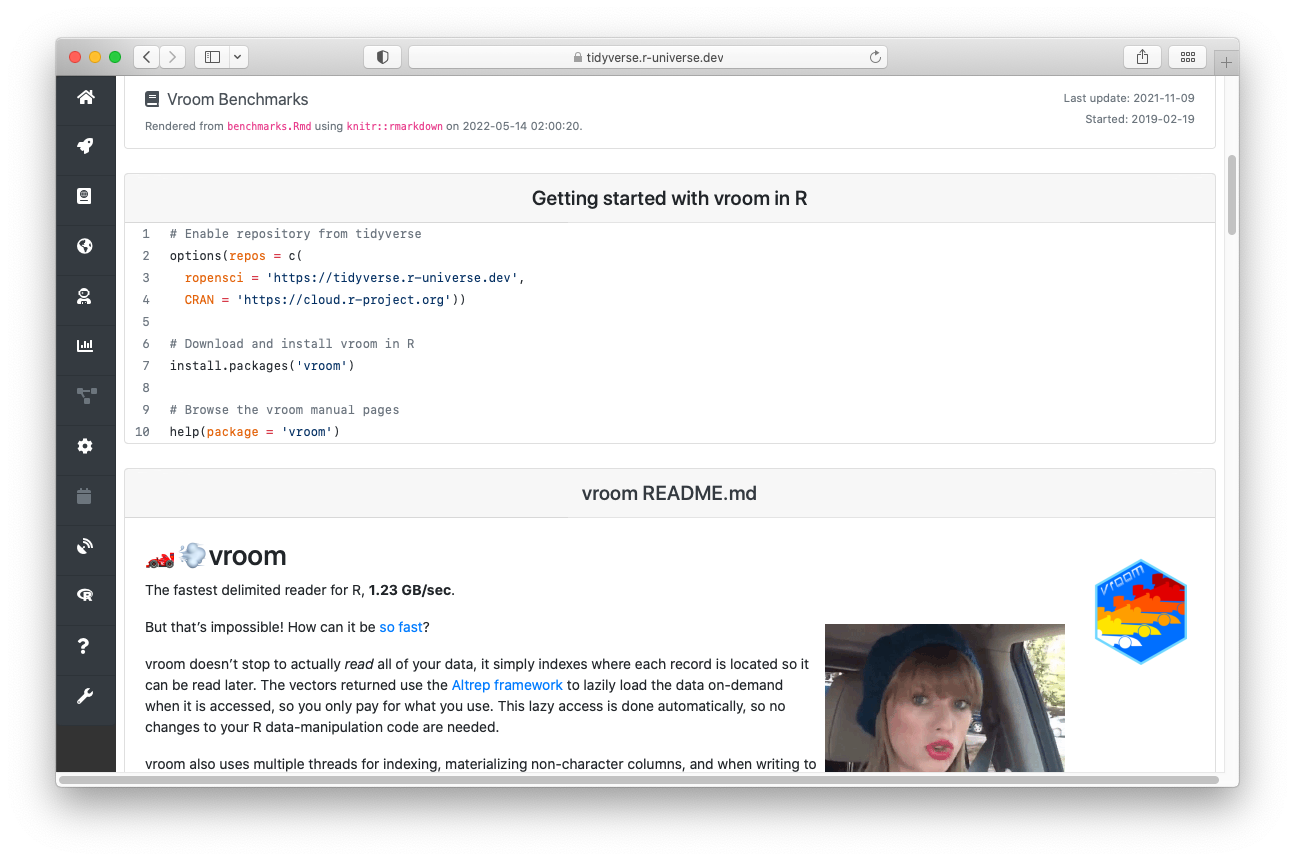 tidyverse.r-universe.dev
Vroom Benchmarks
Last update: 2021-11-09
Rendered from benchmarks.Rmd using knitr::rmarkdown on 2022-05-14 02:00:20.
Started: 2019-02-19
Getting started with vroom in R
1 # Enable repository from tidyverse
2 options(repos = c(
3   ropensci = 'https://tidyverse.r-universe.dev',
4   CRAN = 'https://cloud.r-project.org'))
5
6 # Download and install vroom in R
7 install.packages('vroom')
8
9 # Browse the vroom manual pages
10 help(package = 'vroom')
vroom README.md
🏎💨vroom
The fastest delimited reader for R, 1.23 GB/sec.
But that’s impossible! How can it be so fast?
vroom doesn’t stop to actually read all of your data, it simply indexes where each record is located so it
can be read later. The vectors returned use the Altrep framework to lazily load the data on-demand
when it is accessed, so you only pay for what you use. This lazy access is done automatically, so no
changes to your R data-manipulation code are needed.
vroom also uses multiple threads for indexing, materializing non-character columns, and when writing to
vroom